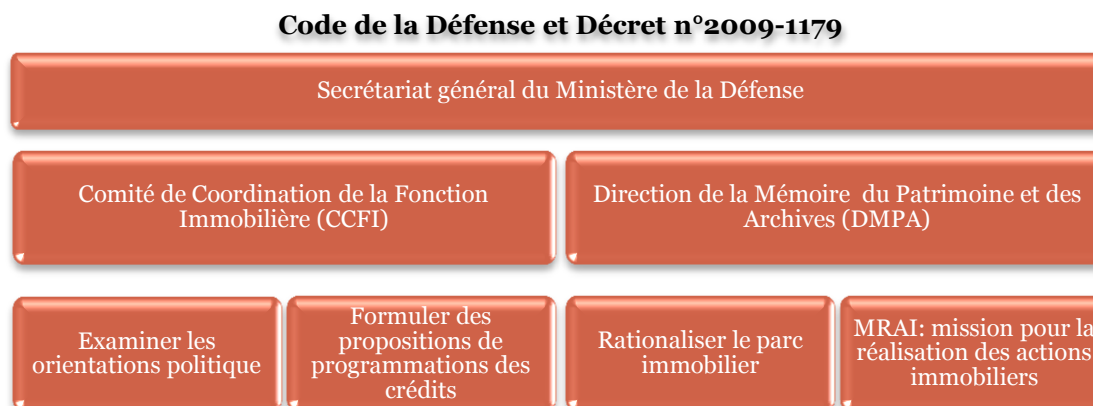 Code de la Défense et Décret n°2009-1179
Secrétariat général du Ministère de la Défense
Comité de Coordination de la Fonction
Immobilière (CCFI)
Direction de la Mémoire du Patrimoine et des
Archives (DMPA)
Examiner les
orientations politique
Formuler des
propositions de
programmations des
crédits
Rationaliser le parc
immobilier
MRAI: mission pour la
réalisation des actions
immobiliers